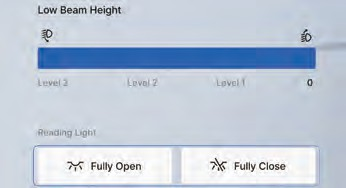 Low Beam Height
Level 3 Level 2 Level 1 0
Reading Light
Fully Open Fully Close